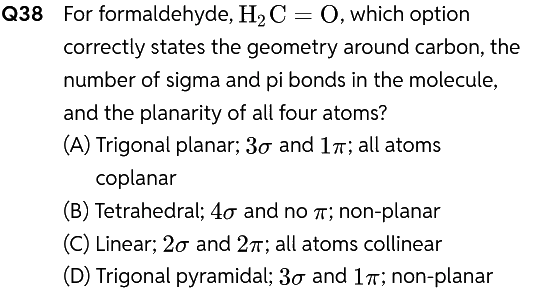 Q38 For formaldehyde, H₂C = O, which option
correctly states the geometry around carbon, the
number of sigma and pi bonds in the molecule,
and the planarity of all four atoms?
(A) Trigonal planar; 3σ and 1π; all atoms
coplanar
(B) Tetrahedral; 4σ and no π; non-planar
(C) Linear; 2σ and 2π; all atoms collinear
(D) Trigonal pyramidal; 3σ and 1π; non-planar